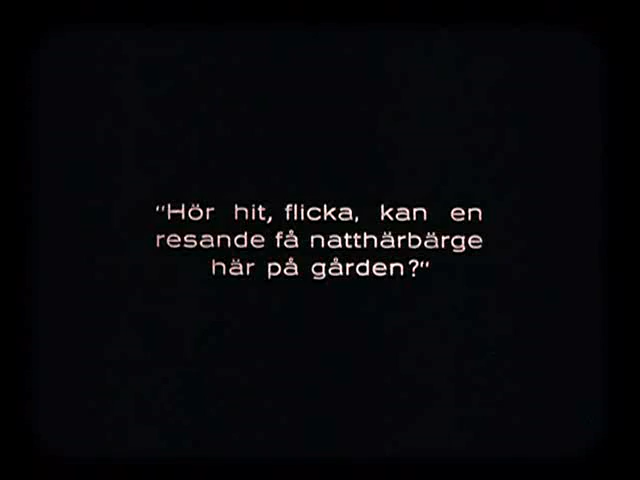 "Hör hit, flicka, kan en
resande få natthärbärge
här på gården?"